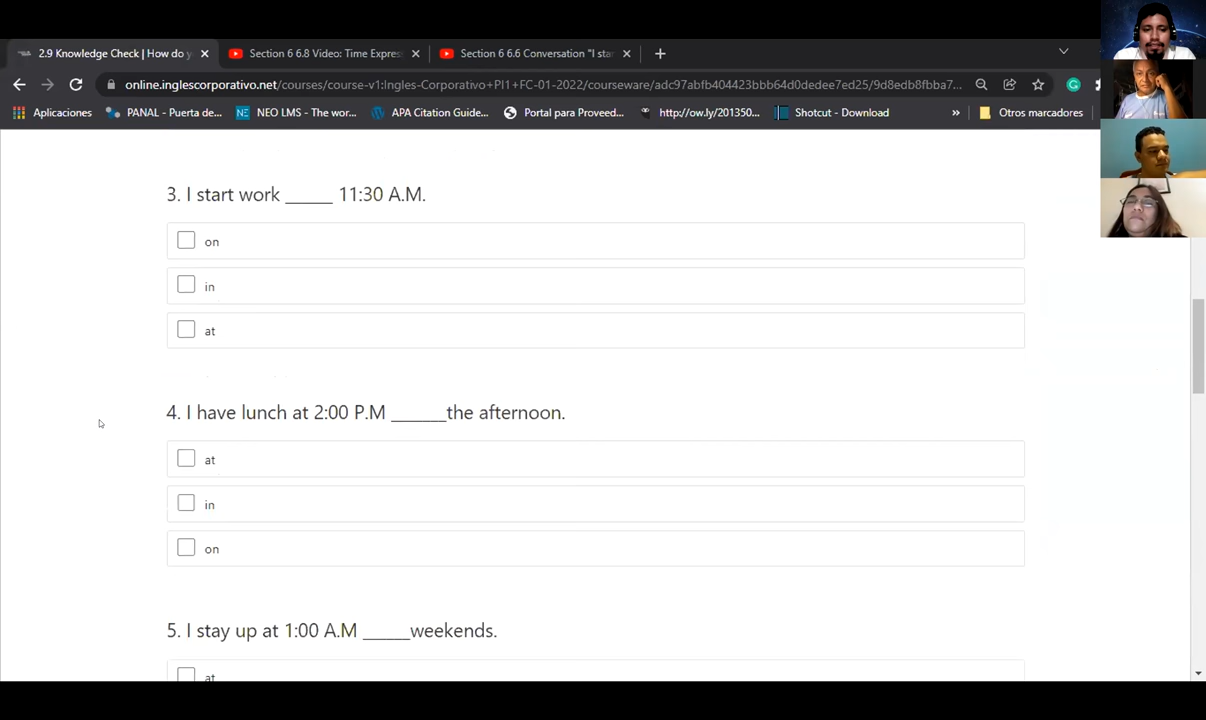 2.9 Knowledge Check | How do y
Section 6 6.8 Video: Time Expres
Section 6 6.6 Conversation "I sta
online.inglescorporativo.net/courses/course-v1:Ingles-Corporativo+PI1+FC-01-2022/courseware/adc97abfb404423bbb64d0dedee7ed25/9d8edb8fbba7...
Aplicaciones
PANAL - Puerta de...
NE
NEO LMS - The wor...
APA Citation Guide...
Portal para Proveed...
http://ow.ly/201350...
Shotcut - Download
»
Otros marcadores
3. I start work _____ 11:30 A.M.
on
in
at
4. I have lunch at 2:00 P.M ______the afternoon.
at
in
on
5. I stay up at 1:00 A.M _____weekends.
at